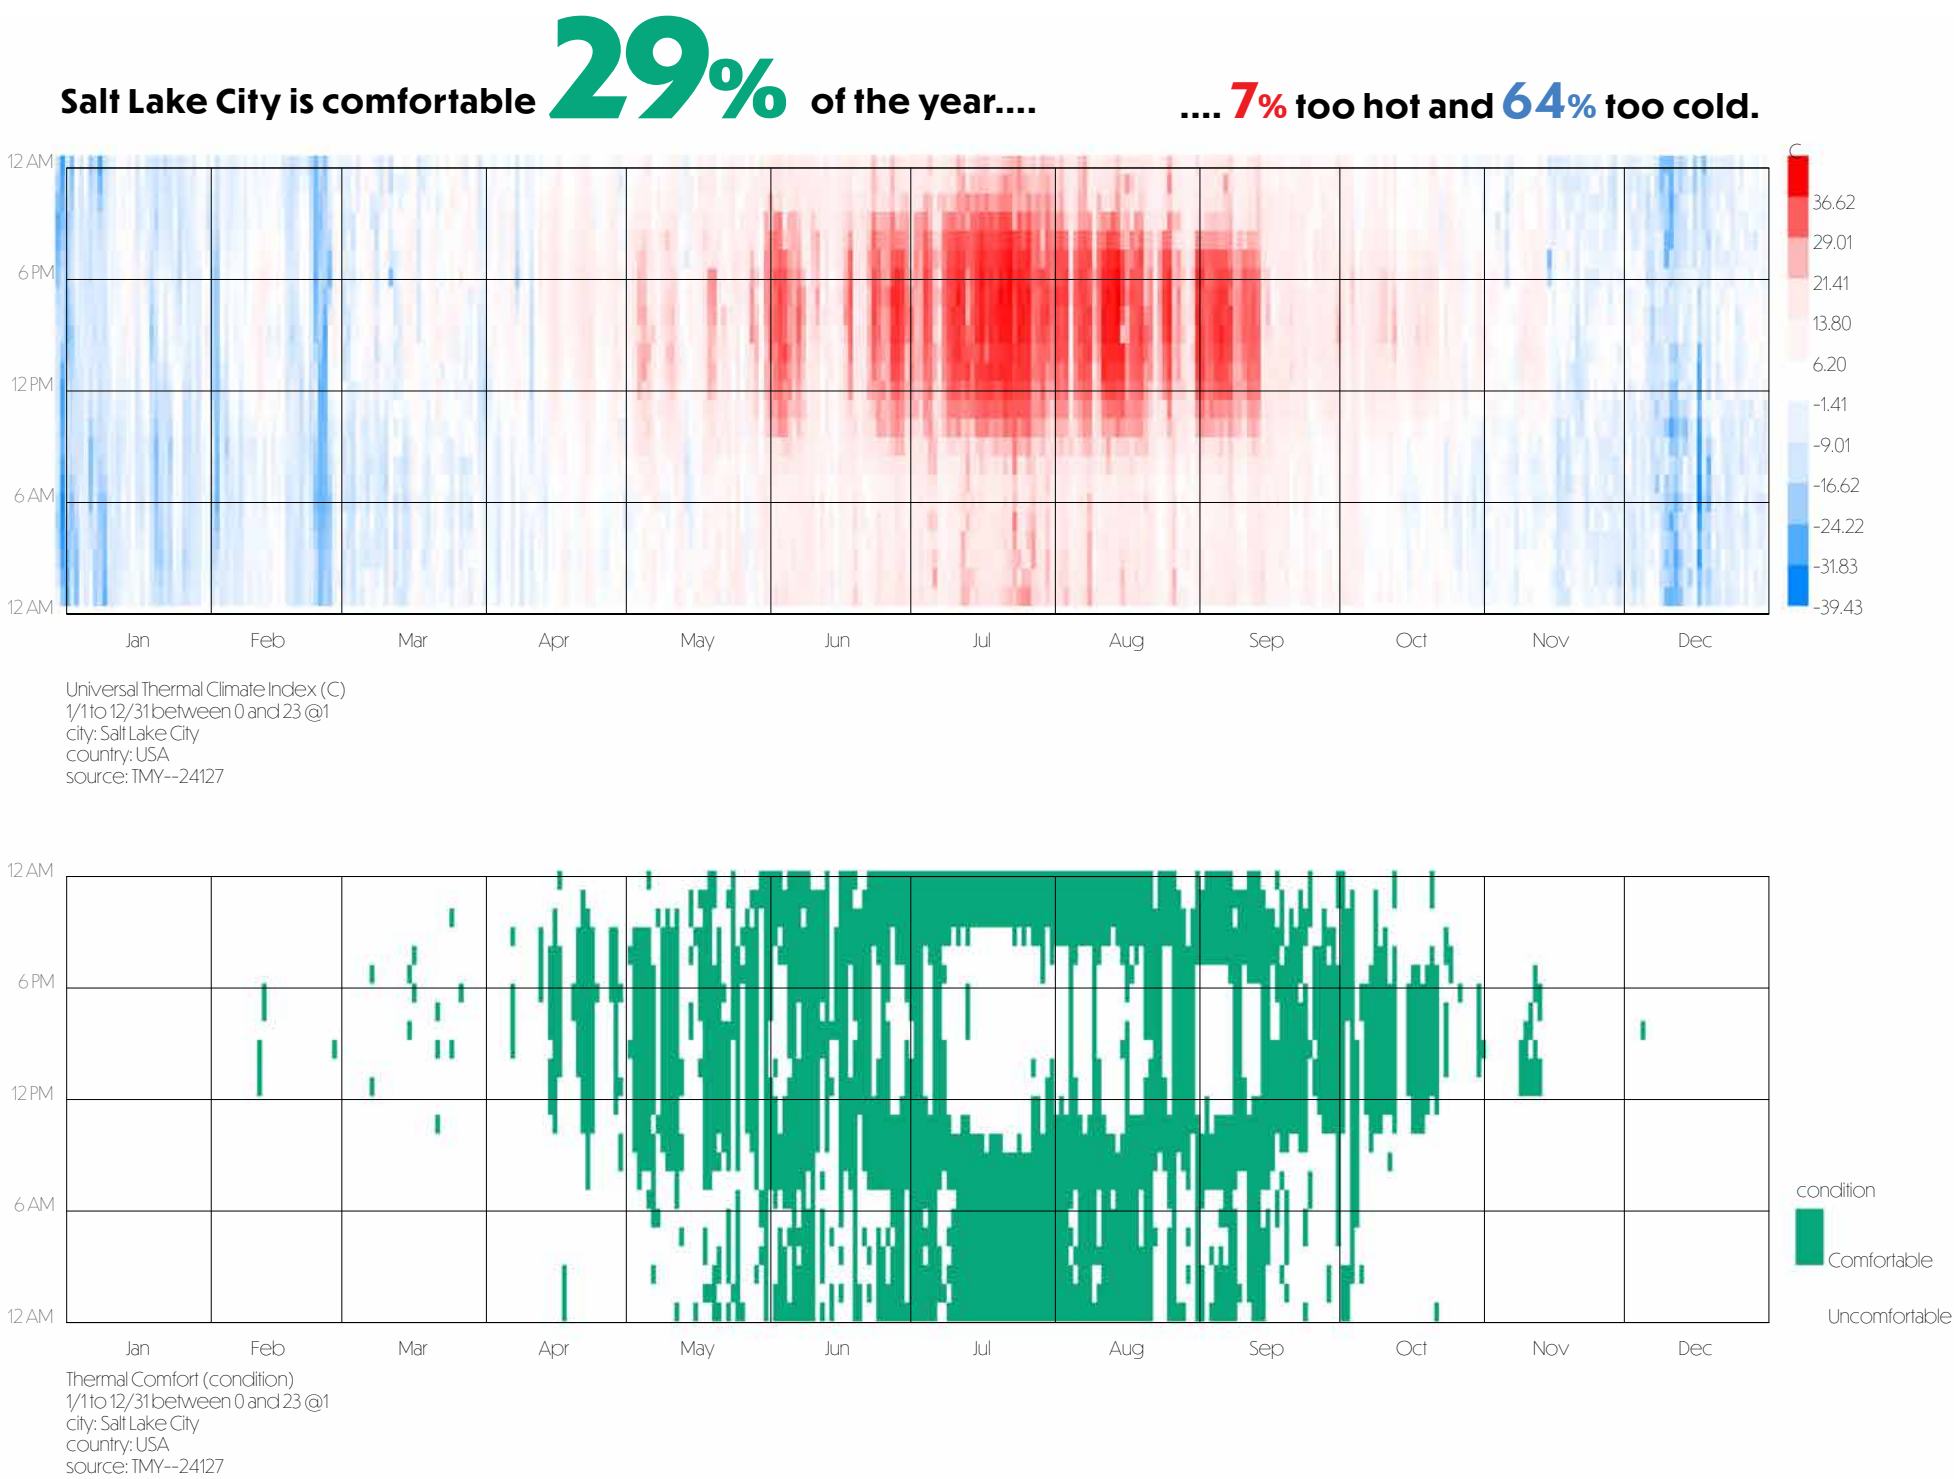 Salt Lake City is comfortable 29% of the year....
.... 7% too hot and 64% too cold.
12 AM
6 PM
12 PM
6 AM
12 AM
C
36.62
29.01
21.41
13.80
6.20
-1.41
-9.01
-16.62
-24.22
-31.83
-39.43
Jan Feb Mar Apr May Jun Jul Aug Sep Oct Nov Dec
Universal Thermal Climate Index (C)
1/1 to 12/31 between 0 and 23 @1
city: Salt Lake City
country: USA
source: TMY--24127
12 AM
6 PM
12 PM
6 AM
12 AM
condition
Comfortable
Uncomfortable
Jan Feb Mar Apr May Jun Jul Aug Sep Oct Nov Dec
Thermal Comfort (condition)
1/1 to 12/31 between 0 and 23 @1
city: Salt Lake City
country: USA
source: TMY--24127